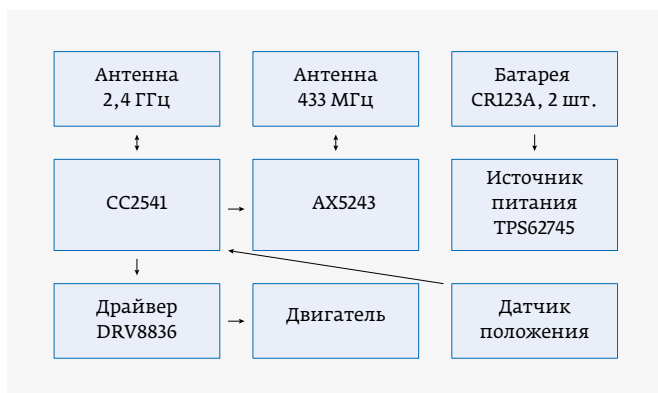 Антенна
2,4 ГГц
Антенна
433 МГц
Батарея
CR123A, 2 шт.
CC2541
AX5243
Источник
питания
TPS62745
Драйвер
DRV8836
Двигатель
Датчик
положения